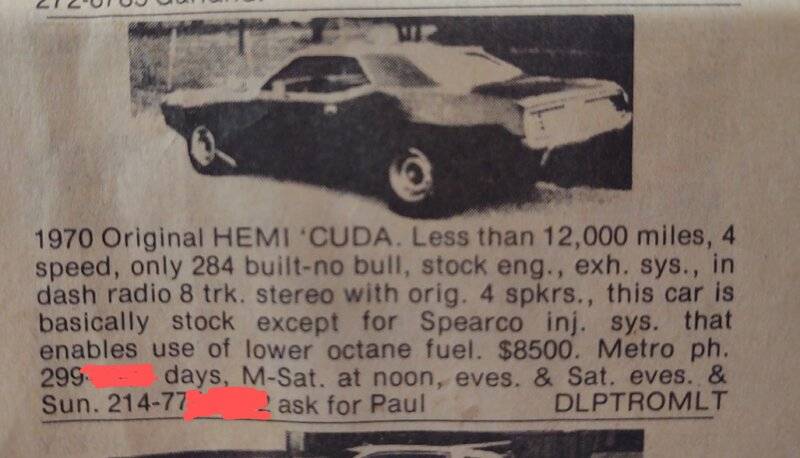 1970 Original HEMI 'CUDA. Less than 12,000 miles, 4
speed, only 284 built-no bull, stock eng., exh. sys., in
dash radio 8 trk. stereo with orig. 4 spkrs., this car is
basically stock except for Spearco inj. sys. that
enables use of lower octane fuel. $8500. Metro ph.
299- days, M-Sat. at noon, eves. & Sat. eves. &
Sun. 214-77 2 ask for Paul DLPTROMLT